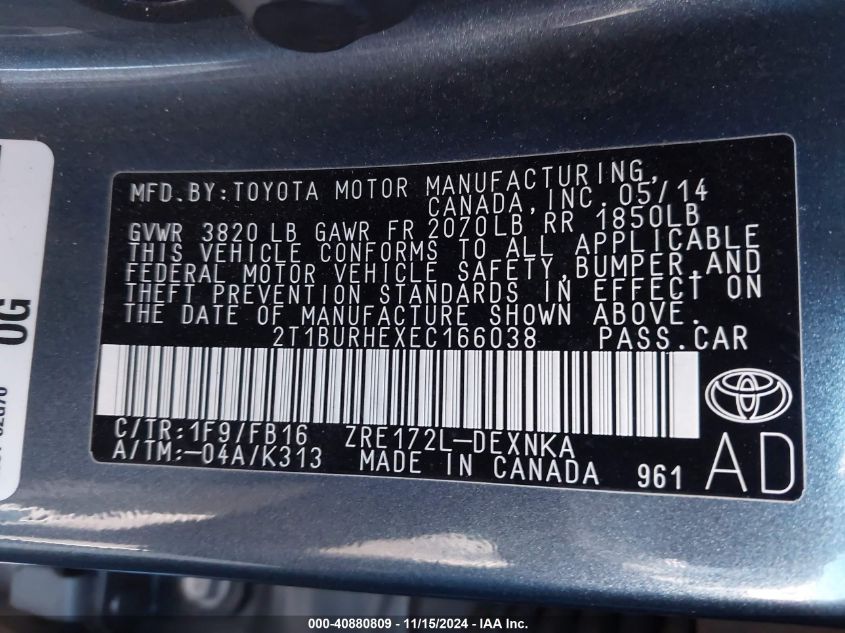 MFD.BY:TOYOTA MOTOR MANUFACTURING,
CANADA,INC. 05/14
GVWR 3820 LB GAWR FR 2070LB RR 1850LB
THIS VEHICLE CONFORMS TO ALL APPLICABLE
FEDERAL MOTOR VEHICLE SAFETY,BUMPER,AND
THEFT PREVENTION STANDARDS IN EFFECT ON
THE DATE OF MANUFACTURE SHOWN ABOVE.
2T1BURHEXEC166038 PASS.CAR
C/TR:1F9/FB16 ZRE172L-DEXNKA
A/TM:-04A/K313 MADE IN CANADA 961
AD
0G
000-40880809 - 11/15/2024 - IAA Inc.